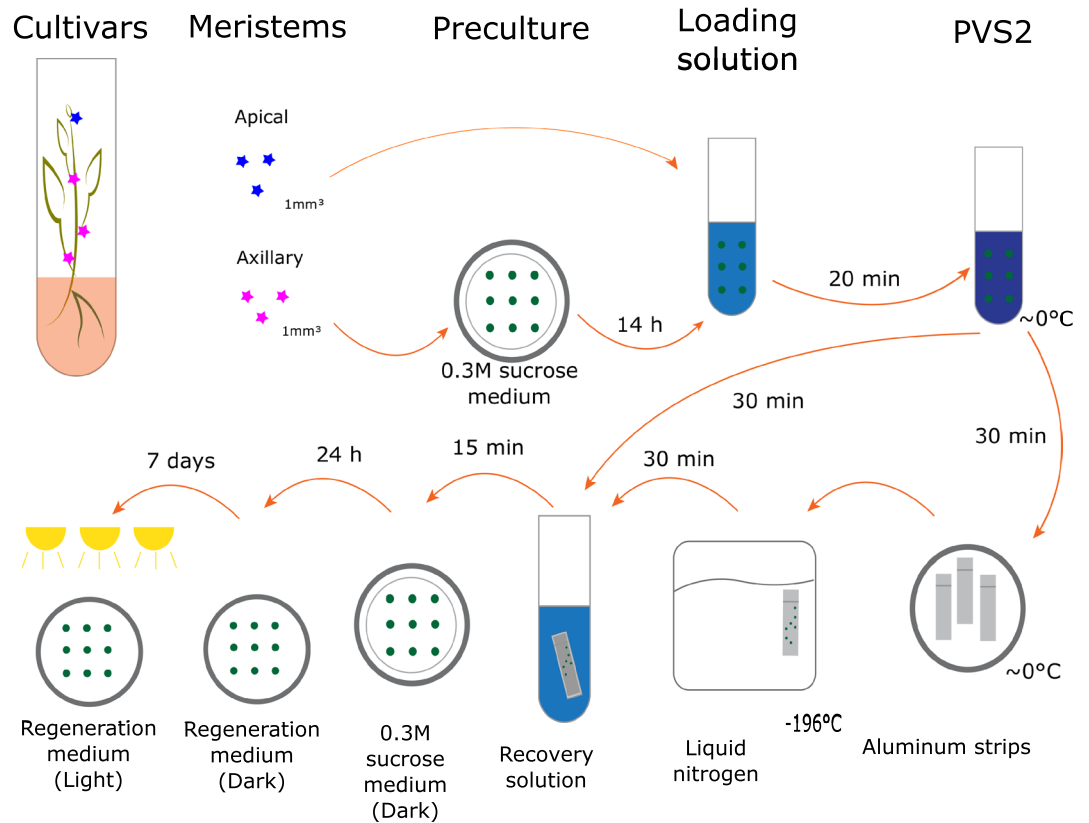 Cultivars
Meristems
Preculture
Loading
solution
PVS2
Apical
1mm³
Axillary
1mm³
0.3M sucrose
medium
14 h
20 min
~0°C
30 min
30 min
7 days
24 h
15 min
30 min
~0°C
-196ºC
Regeneration
medium
(Light)
Regeneration
medium
(Dark)
0.3M
sucrose
medium
(Dark)
Recovery
solution
Liquid
nitrogen
Aluminum strips